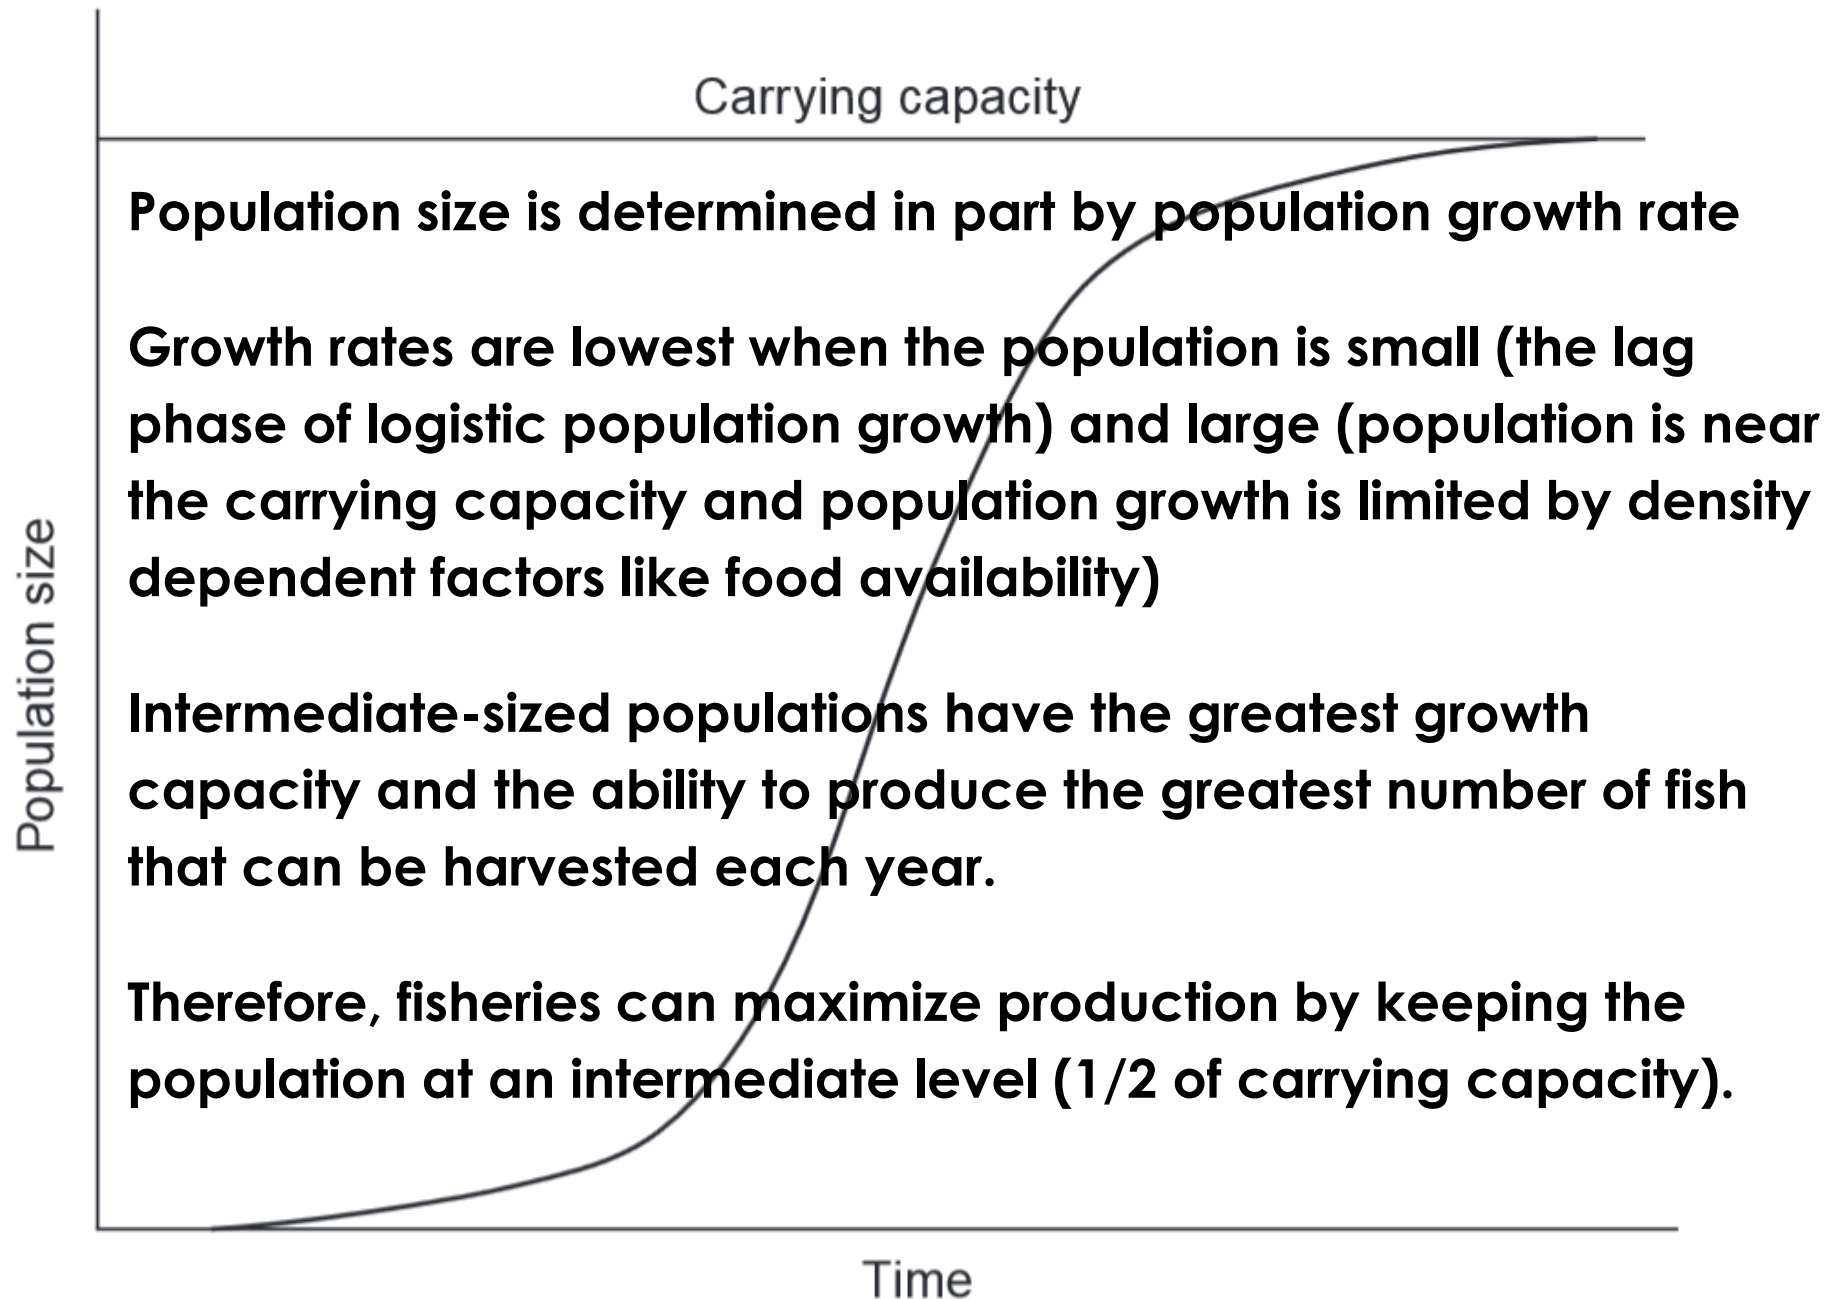 Carrying capacity
Population size is determined in part by population growth rate
Growth rates are lowest when the population is small (the lag
phase of logistic population growth) and large (population is near
the carrying capacity and population growth is limited by density
dependent factors like food availability)
Intermediate-sized populations have the greatest growth
capacity and the ability to produce the greatest number of fish
that can be harvested each year.
Therefore, fisheries can maximize production by keeping the
population at an intermediate level (1/2 of carrying capacity).
Population size
Time